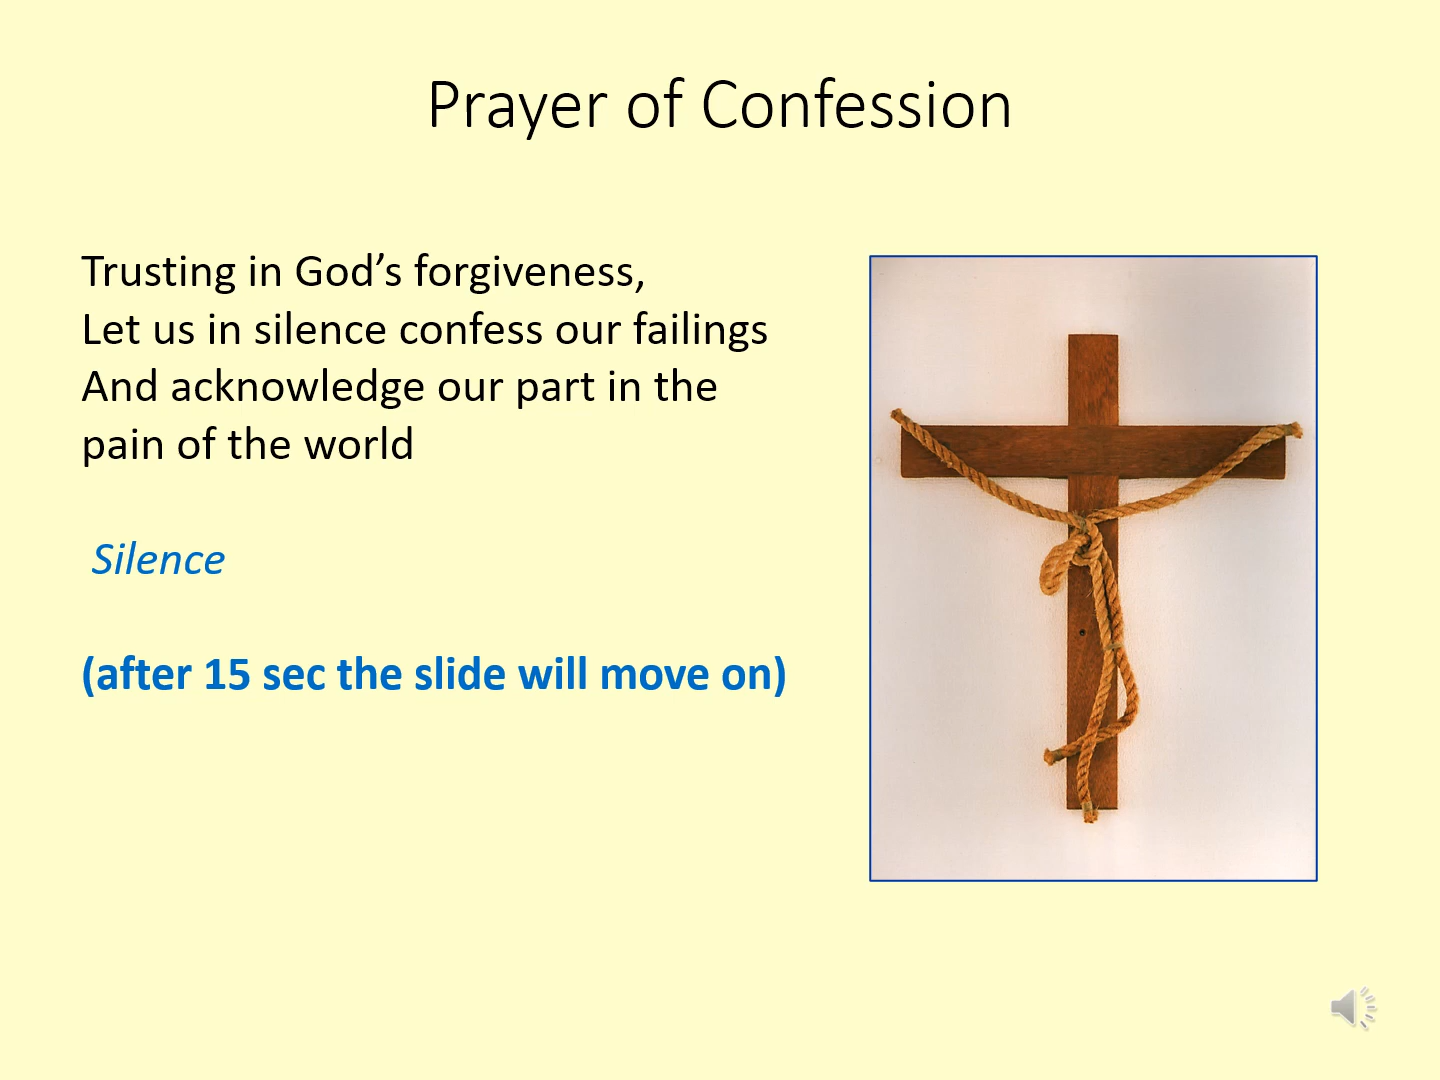 Prayer of Confession
Trusting in God’s forgiveness,
Let us in silence confess our failings
And acknowledge our part in the
pain of the world
Silence
(after 15 sec the slide will move on)